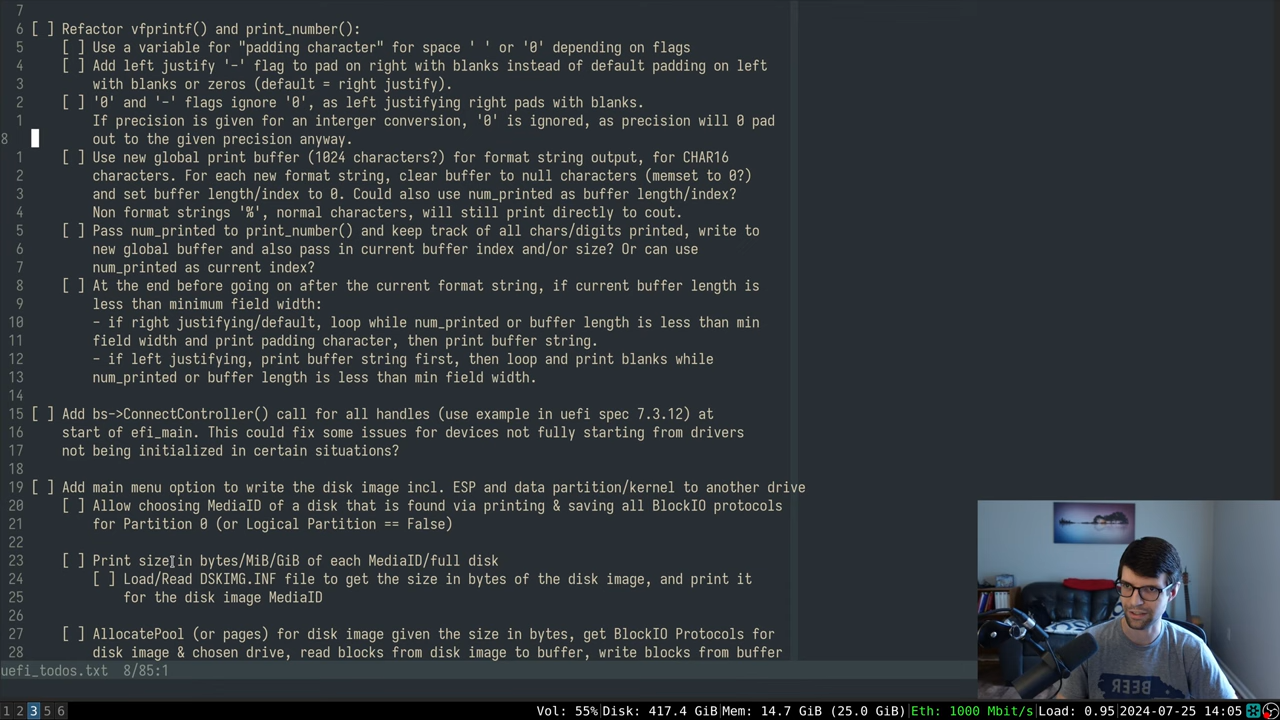 7
6 [ ] Refactor vfprintf() and print_number():
5 [ ] Use a variable for "padding character" for space ' ' or '0' depending on flags
4 [ ] Add left justify '-' flag to pad on right with blanks instead of default padding on left
3 with blanks or zeros (default = right justify).
2 [ ] '0' and '-' flags ignore '0', as left justifying right pads with blanks.
1 If precision is given for an interger conversion, '0' is ignored, as precision will 0 pad
8 out to the given precision anyway.
1 [ ] Use new global print buffer (1024 characters?) for format string output, for CHAR16
2 characters. For each new format string, clear buffer to null characters (memset to 0?)
3 and set buffer length/index to 0. Could also use num_printed as buffer length/index?
4 Non format strings '%', normal characters, will still print directly to cout.
5 [ ] Pass num_printed to print_number() and keep track of all chars/digits printed, write to
6 new global buffer and also pass in current buffer index and/or size? Or can use
7 num_printed as current index?
8 [ ] At the end before going on after the current format string, if current buffer length is
9 less than minimum field width:
10 - if right justifying/default, loop while num_printed or buffer length is less than min
11 field width and print padding character, then print buffer string.
12 - if left justifying, print buffer string first, then loop and print blanks while
13 num_printed or buffer length is less than min field width.
14
15 [ ] Add bs->ConnectController() call for all handles (use example in uefi spec 7.3.12) at
16 start of efi_main. This could fix some issues for devices not fully starting from drivers
17 not being initialized in certain situations?
18
19 [ ] Add main menu option to write the disk image incl. ESP and data partition/kernel to another drive
20 [ ] Allow choosing MediaID of a disk that is found via printing & saving all BlockIO protocols
21 for Partition 0 (or Logical Partition == False)
22
23 [ ] Print size in bytes/MiB/GiB of each MediaID/full disk
24 [ ] Load/Read DSKIMG.INF file to get the size in bytes of the disk image, and print it
25 for the disk image MediaID
26
27 [ ] AllocatePool (or pages) for disk image given the size in bytes, get BlockIO Protocols for
28 disk image & chosen drive, read blocks from disk image to buffer, write blocks from buffer
uefi_todos.txt 8/85:1
1 2 3 5 6 Vol: 55%|Disk: 417.4 GiB|Mem: 14.7 GiB (25.0 GiB)|Eth: 1000 Mbit/s|Load: 0.95|2024-07-25 14:05
BEER